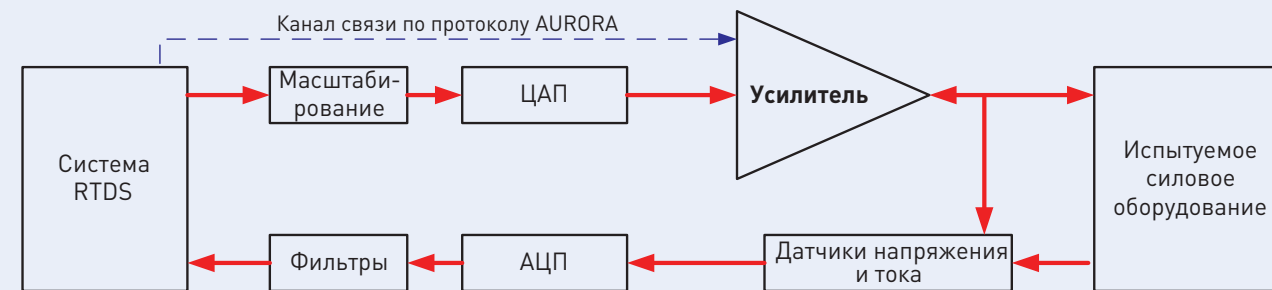 Канал связи по протоколу AURORA
Система
RTDS
Масштаби-
рование
ЦАП
Усилитель
Испытуемое
силовое
оборудование
Фильтры
АЦП
Датчики напряжения
и тока